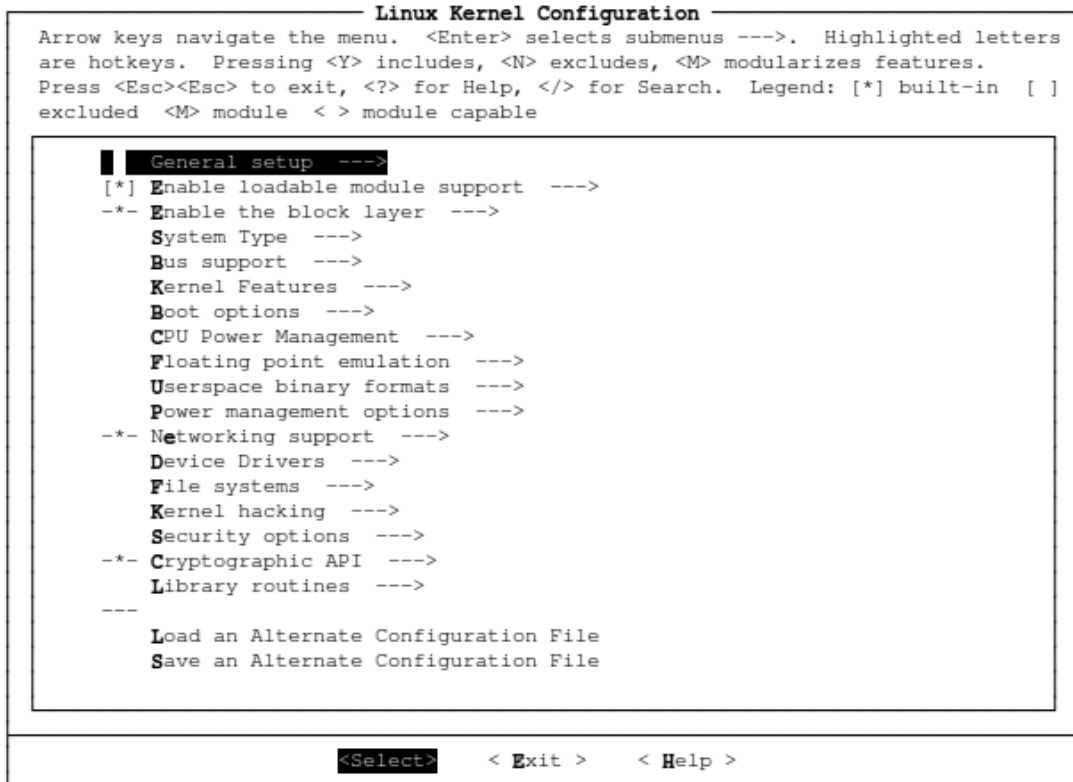 Linux Kernel Configuration
Arrow keys navigate the menu.  <Enter> selects submenus --->.  Highlighted letters
are hotkeys.  Pressing <Y> includes, <N> excludes, <M> modularizes features.
Press <Esc><Esc> to exit, <?> for Help, </> for Search.  Legend: [*] built-in  [ ]
excluded  <M> module  < > module capable
General setup  --->
[*] Enable loadable module support  --->
-*- Enable the block layer  --->
System Type  --->
Bus support  --->
Kernel Features  --->
Boot options  --->
CPU Power Management  --->
Floating point emulation  --->
Userspace binary formats  --->
Power management options  --->
-*- Networking support  --->
Device Drivers  --->
File systems  --->
Kernel hacking  --->
Security options  --->
-*- Cryptographic API  --->
Library routines  --->
---
Load an Alternate Configuration File
Save an Alternate Configuration File
<Select>    < Exit >    < Help >